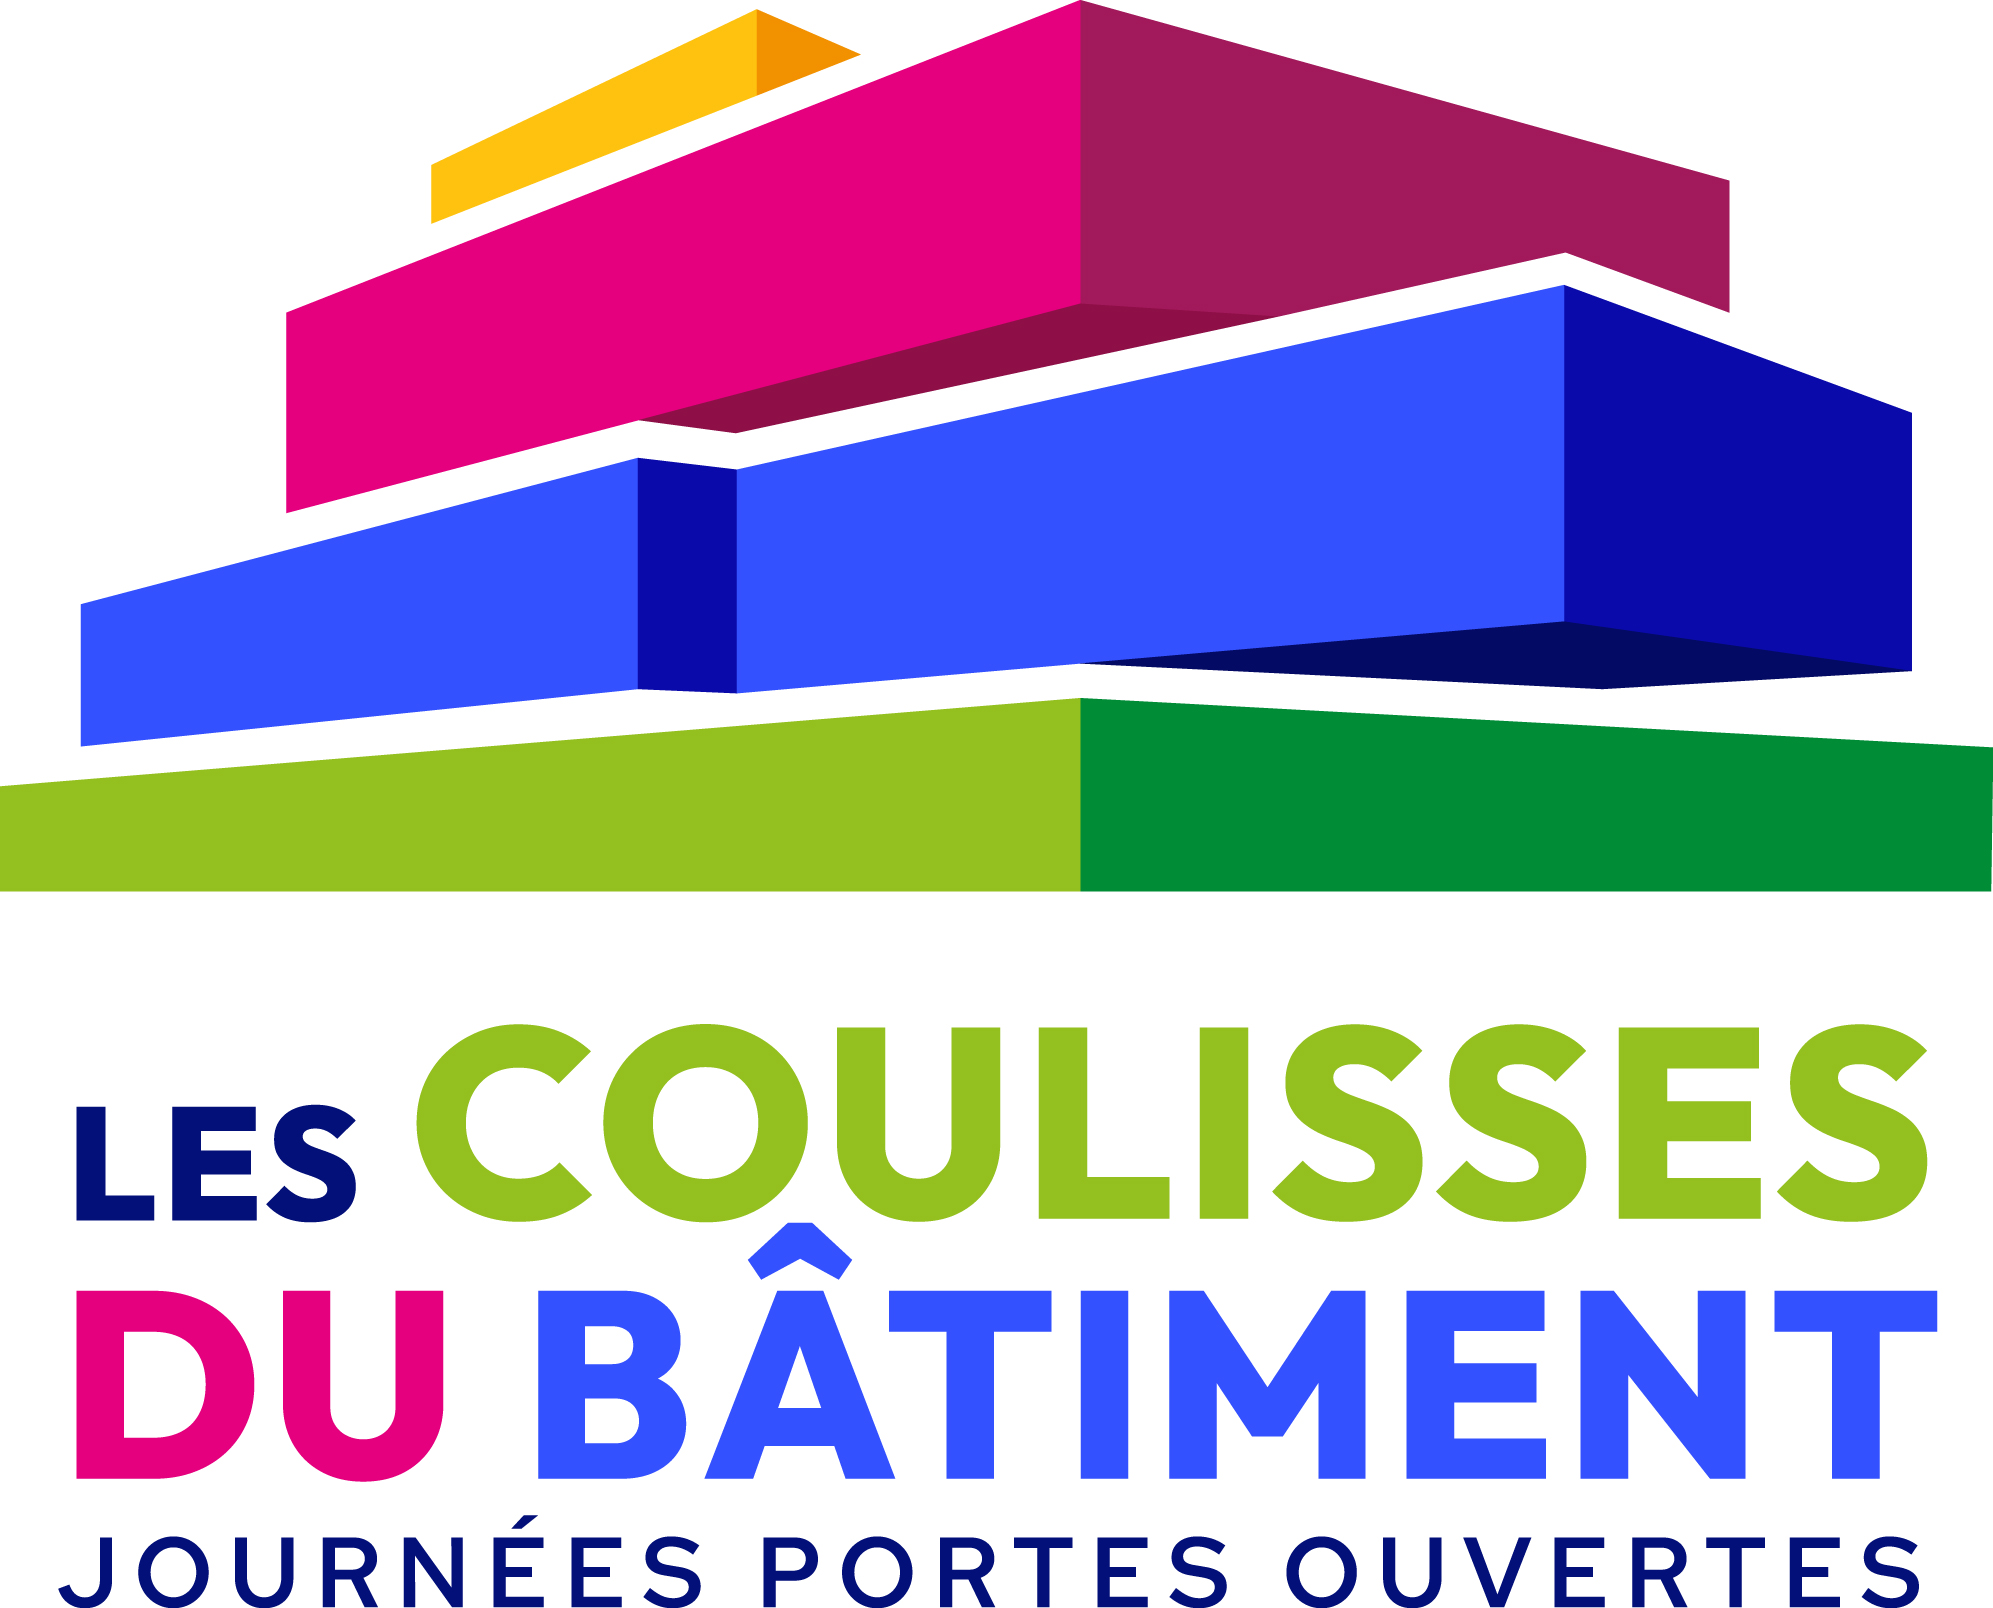 LES COULISSES
DU BÂTIMENT
JOURNÉES PORTES OUVERTES